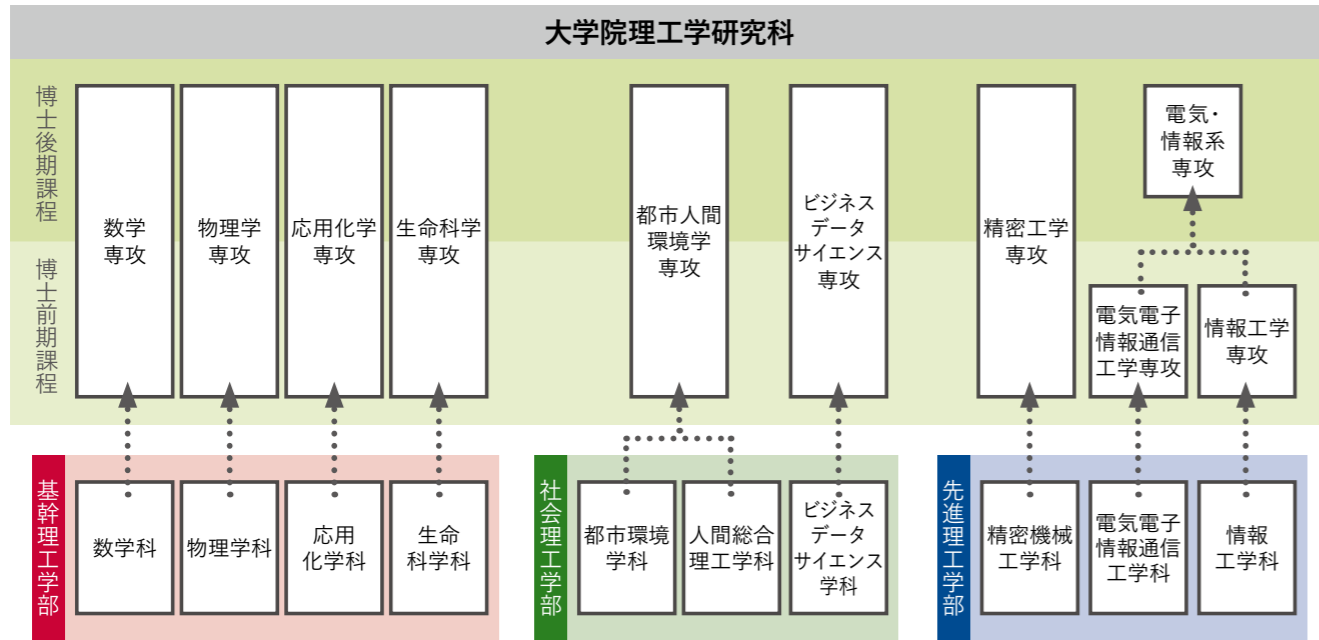 大学院理工学研究科
博士後期課程
博士前期課程
数学
専攻
物理学
専攻
応用化学
専攻
生命科学
専攻
都市人間
環境学
専攻
ビジネス
データ
サイエンス
専攻
精密工学
専攻
電気・
情報系
専攻
電気電子
情報通信
工学専攻
情報工学
専攻
基幹理工学部
数学科
物理学科
応用
化学科
生命
科学科
社会理工学部
都市環境
学科
人間総合
理工学科
ビジネス
データ
サイエンス
学科
先進理工学部
精密機械
工学科
電気電子
情報通信
工学科
情報
工学科